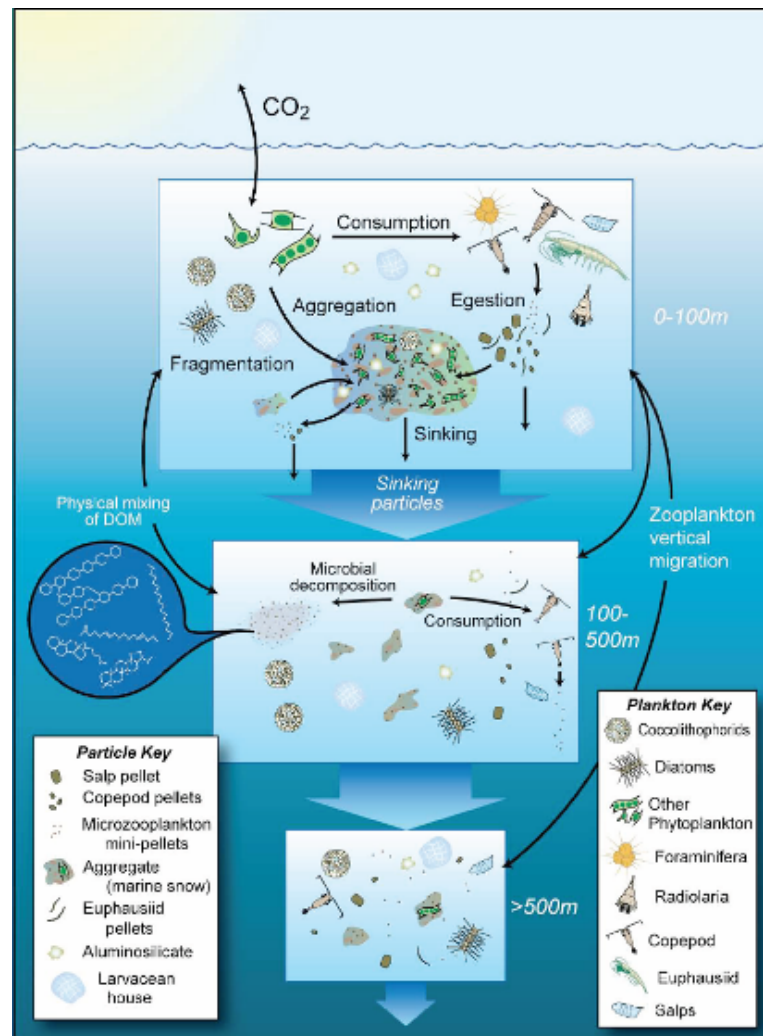 CO₂
Consumption
Aggregation
Egestion
0-100m
Fragmentation
Sinking
Sinking
particles
Physical mixing
of DOM
Zooplankton
vertical
migration
Microbial
decomposition
Consumption
100-
500m
Particle Key
Salp pellet
Copepod pellets
Microzooplankton
mini-pellets
Aggregate
(marine snow)
Euphausiid
pellets
Aluminosilicate
Larvacean
house
>500m
Plankton
Key
Coccolithophorids
Diatoms
Other
Phytoplankton
Foraminifera
Radiolaria
Copepod
Euphausiid
Salps